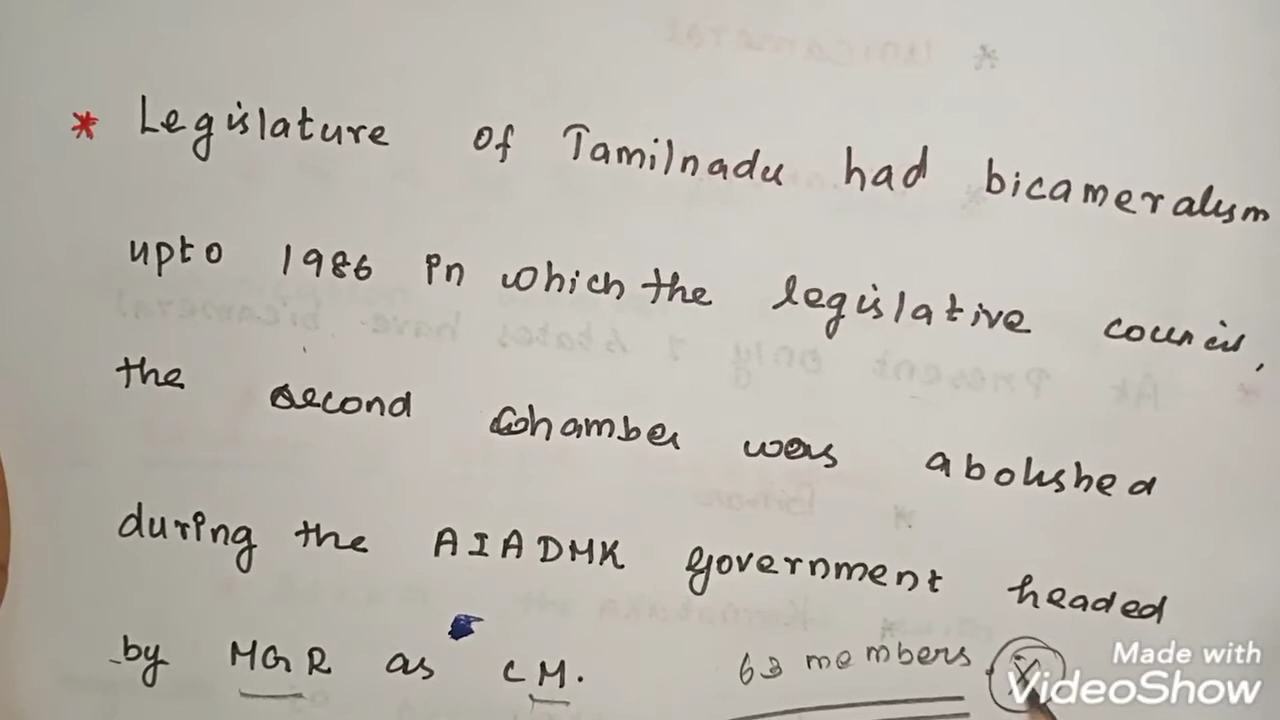 * Legislature of Tamilnadu had bicameralism
upto 1986 in which the legislative council,
the second chamber was abolished
during the AIADMK government headed
by MGR as CM. 63 members
Made with
VideoShow